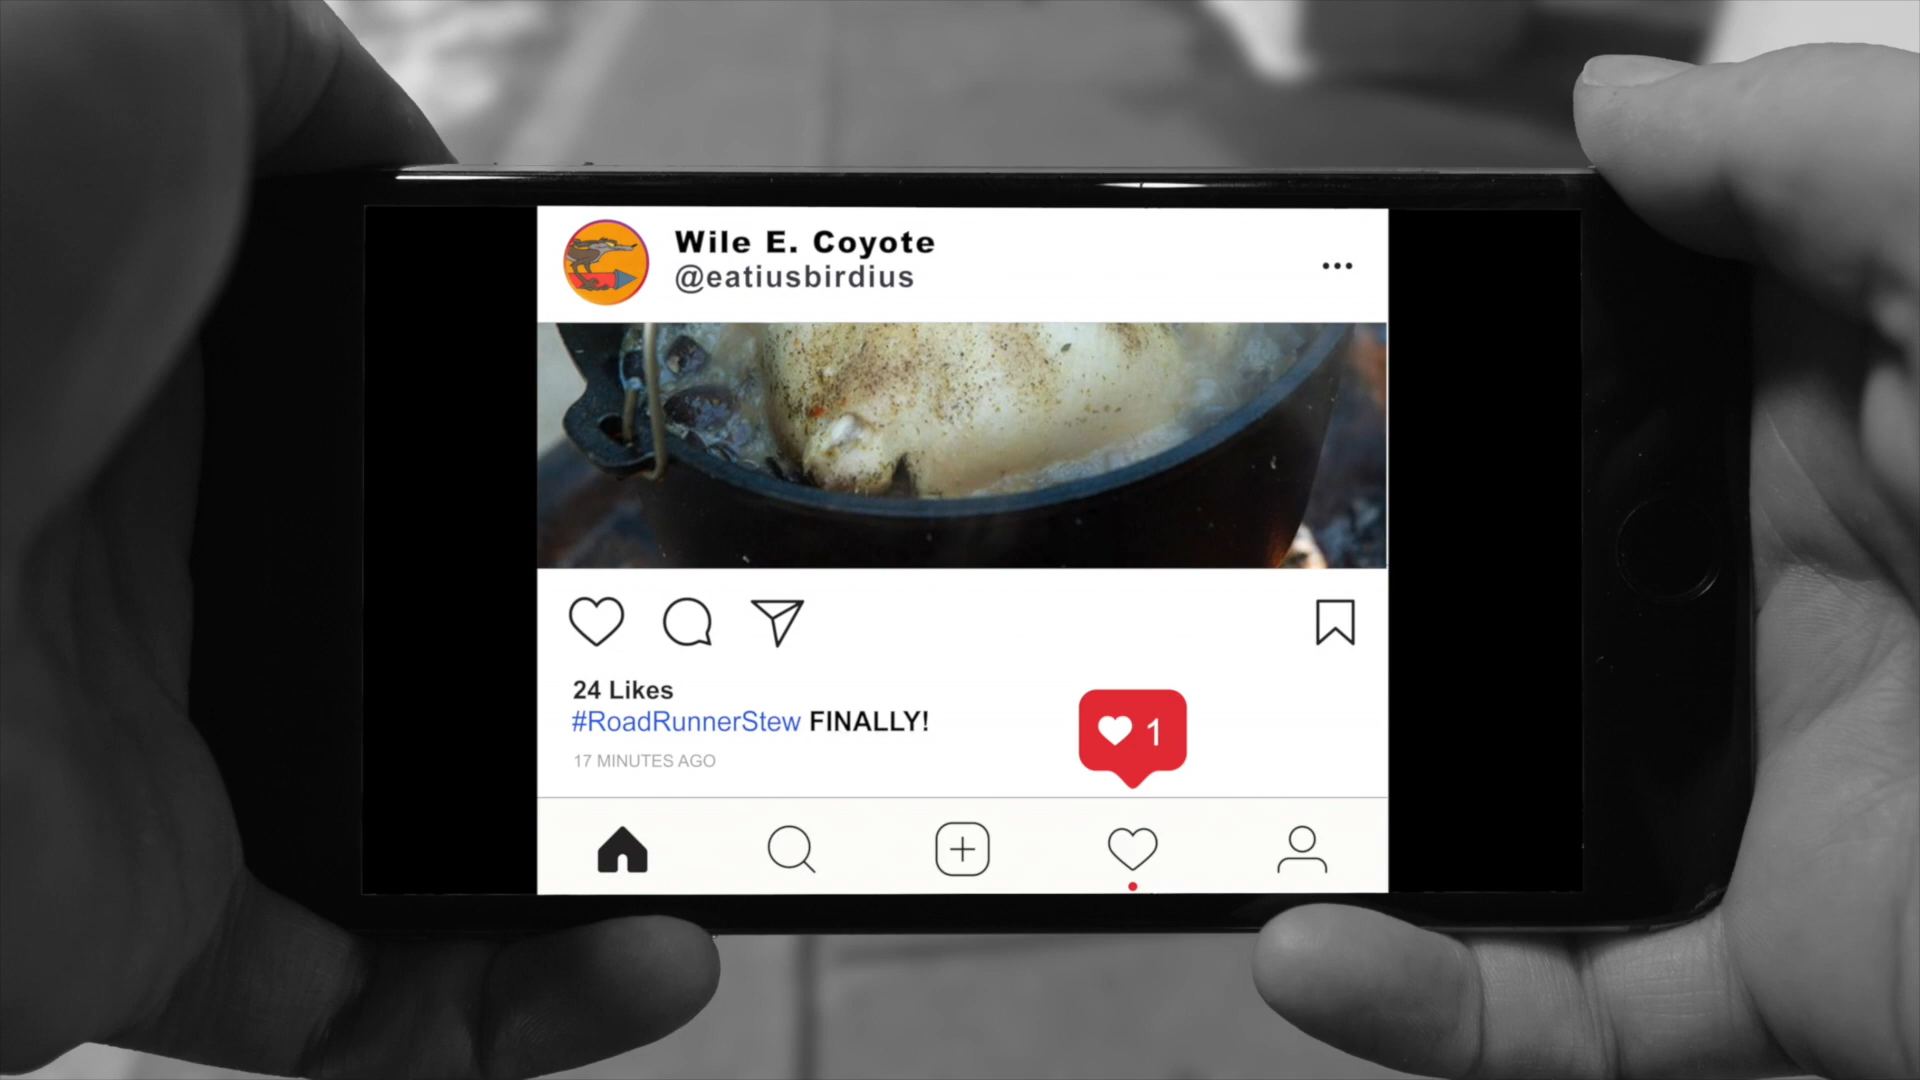 Wile E. Coyote
@eatiusbirdius
24 Likes
#RoadRunnerStew FINALLY!
1
17 MINUTES AGO